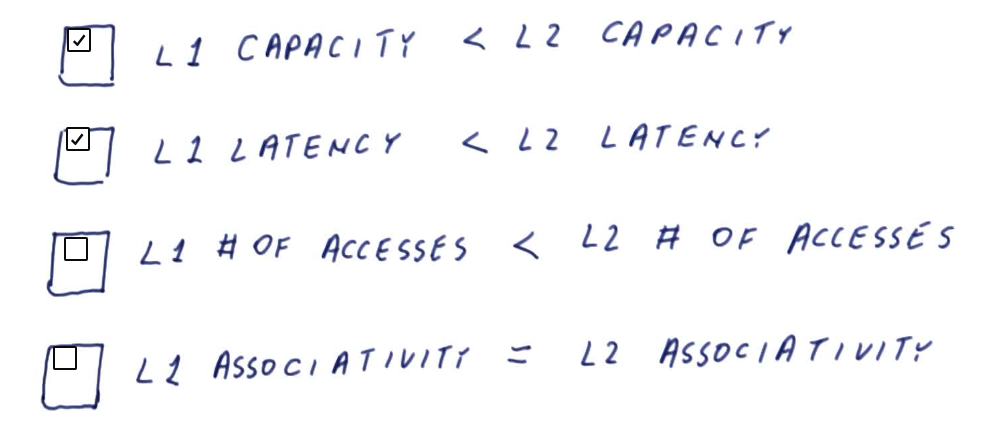 L1 CAPACITY < L2 CAPACITY
L1 LATENCY < L2 LATENCY
L1 # OF ACCESSES < L2 # OF ACCESSES
L1 ASSOCIATIVITY = L2 ASSOCIATIVITY